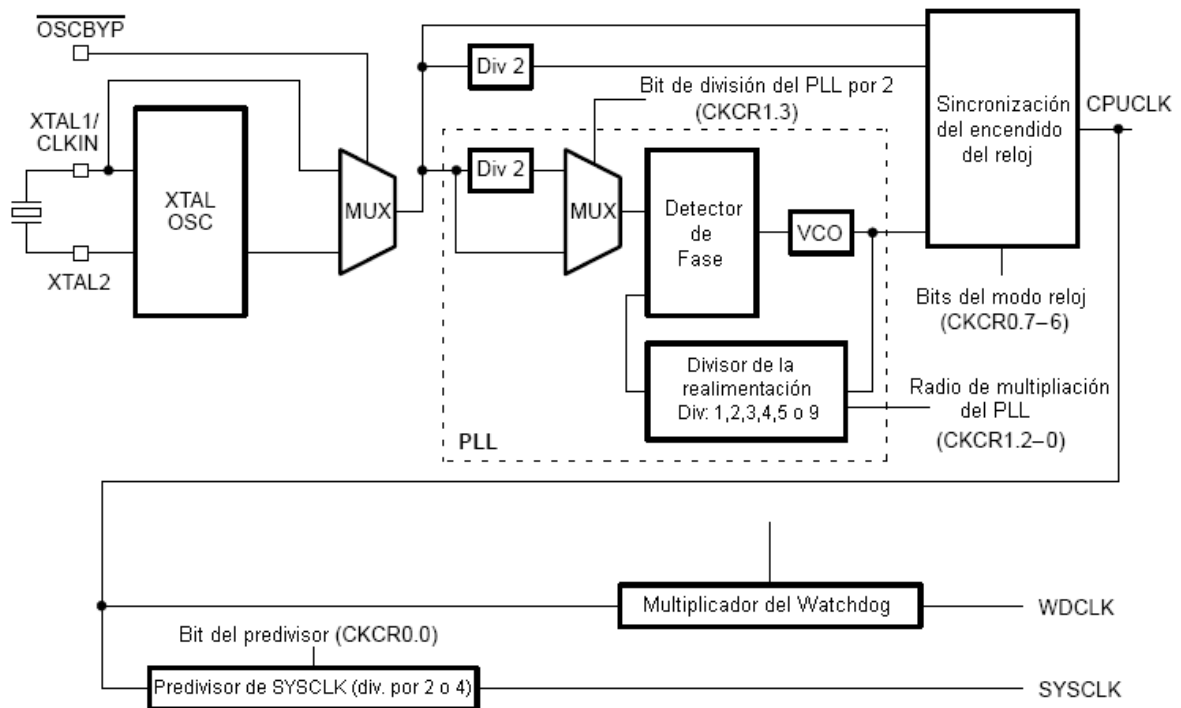 OSCBYP
XTAL1/
CLKIN
XTAL2
XTAL
OSC
MUX
Div 2
Bit de división del PLL por 2
(CKCR1.3)
Div 2
MUX
Detector
de
Fase
VCO
Divisor de la
realimentación
Div: 1,2,3,4,5 o 9
PLL
Sincronización
del encendido
del reloj
CPUCLK
Bits del modo reloj
(CKCR0.7–6)
Radio de multipliación
del PLL
(CKCR1.2–0)
Multiplicador del Watchdog
WDCLK
Bit del predivisor (CKCR0.0)
Predivisor de SYSCLK (div. por 2 o 4)
SYSCLK